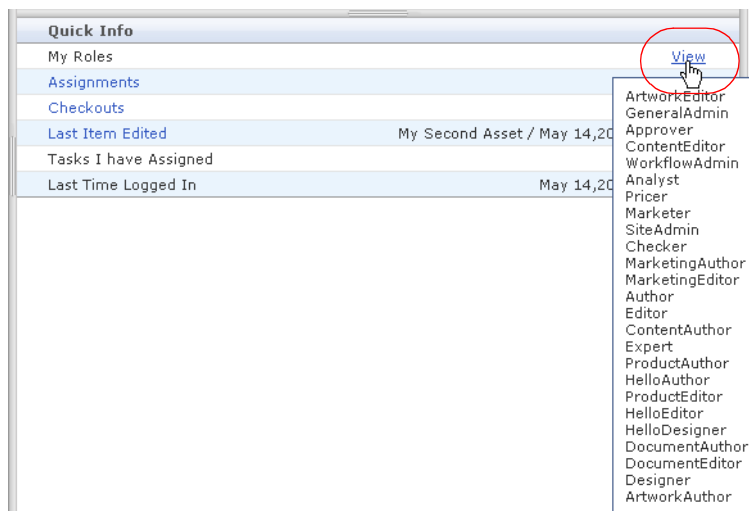 Quick Info
My Roles View
Assignments
Checkouts
Last Item Edited My Second Asset / May 14,20
Tasks I have Assigned
Last Time Logged In May 14,20
ArtworkEditor
GeneralAdmin
Approver
ContentEditor
WorkflowAdmin
Analyst
Pricer
Marketer
SiteAdmin
Checker
MarketingAuthor
MarketingEditor
Author
Editor
ContentAuthor
Expert
ProductAuthor
HelloAuthor
ProductEditor
HelloEditor
HelloDesigner
DocumentAuthor
DocumentEditor
Designer
ArtworkAuthor